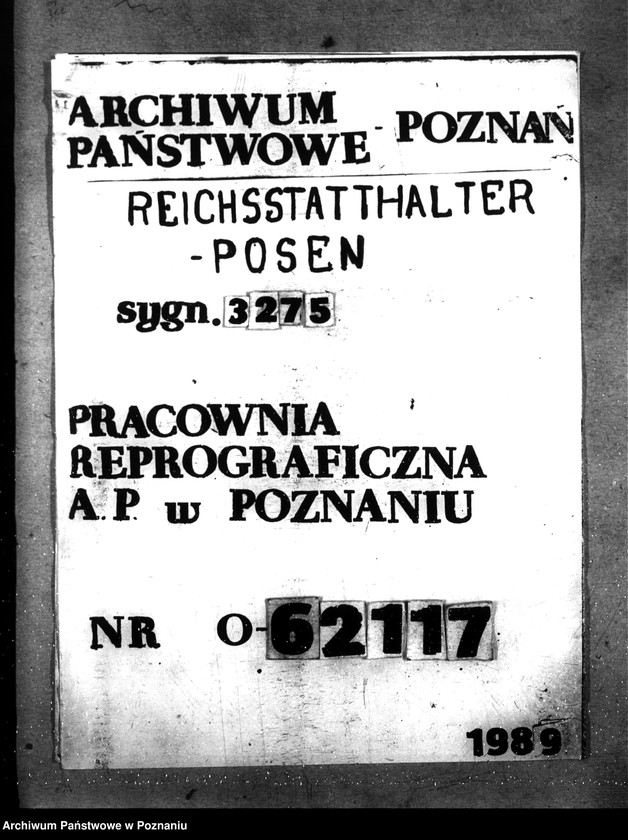 ARCHIWUM
PAŃSTWOWE - POZNAŃ
REICHSSTATTHALTER
-POSEN
sygn. 3275
PRACOWNIA
REPROGRAFICZNA
A. P. w POZNANIU
NR O-62117
1989
Archiwum Państwowe w Poznaniu